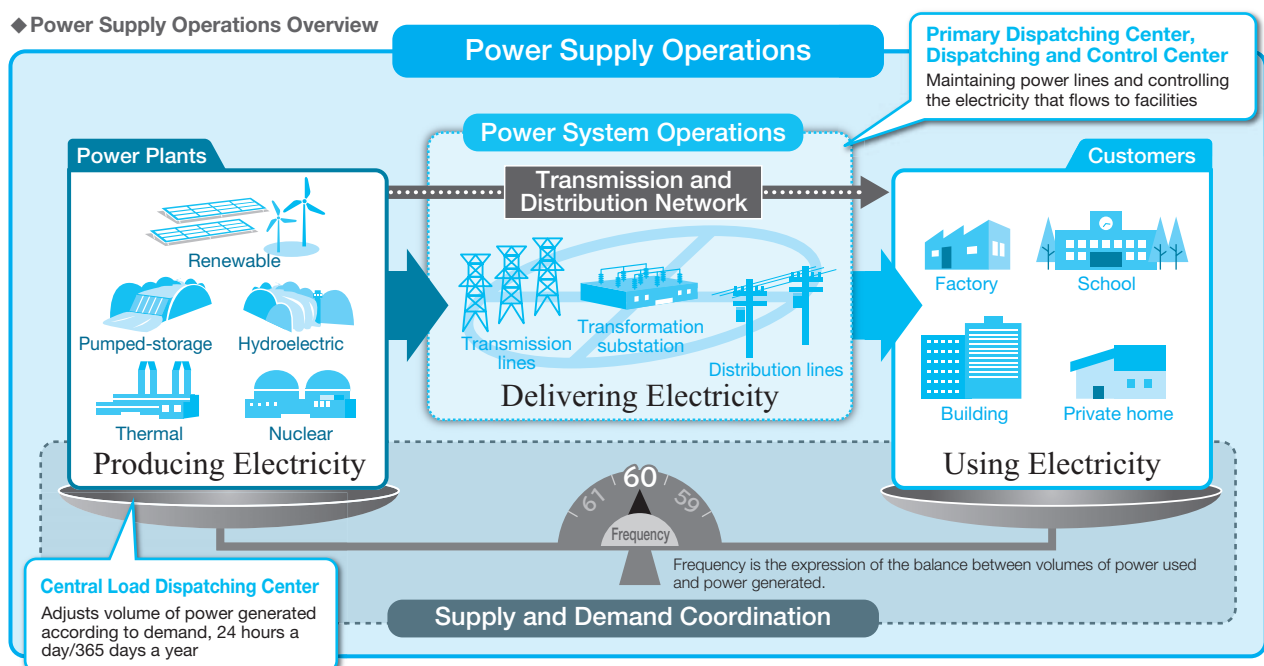 ◆Power Supply Operations Overview
Power Supply Operations
Primary Dispatching Center,
Dispatching and Control Center
Maintaining power lines and controlling
the electricity that flows to facilities
Power System Operations
Power Plants
Customers
Transmission and
Distribution Network
Renewable
Pumped-storage
Hydroelectric
Thermal
Nuclear
Producing Electricity
Transmission
lines
Transformation
substation
Distribution lines
Delivering Electricity
Factory
School
Building
Private home
Using Electricity
61
60
59
Frequency
Frequency is the expression of the balance between volumes of power used
and power generated.
Central Load Dispatching Center
Adjusts volume of power generated
according to demand, 24 hours a
day/365 days a year
Supply and Demand Coordination